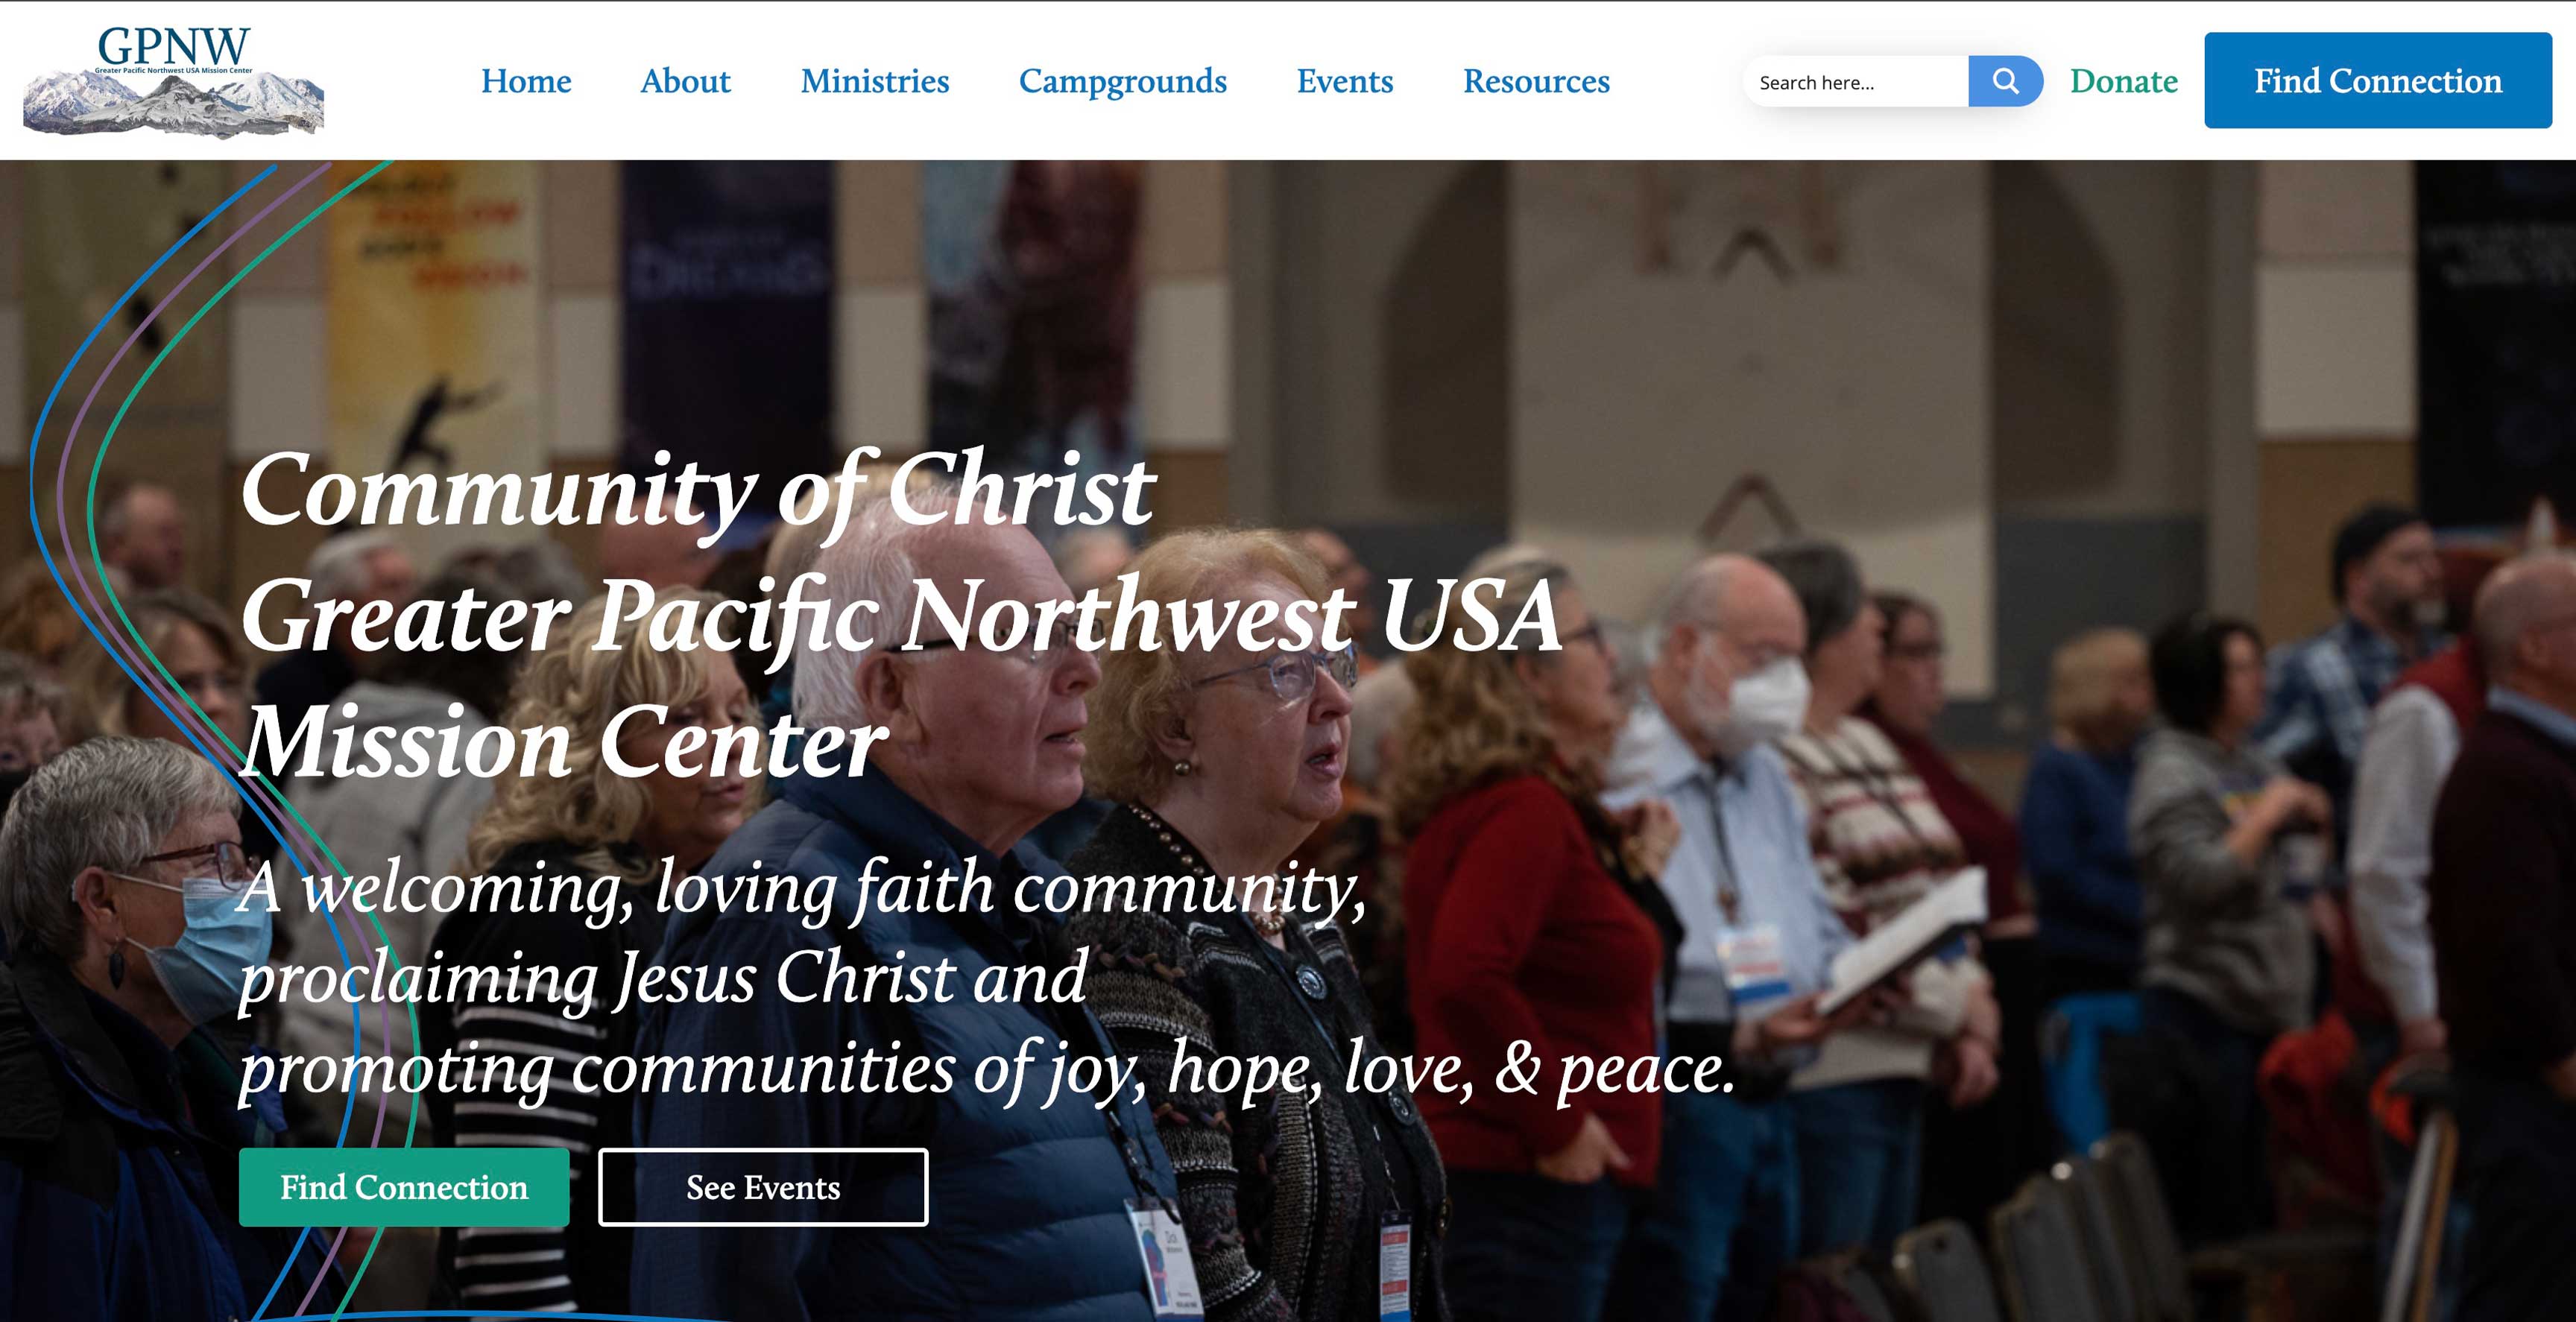 GPNW
Greater Pacific Northwest USA Mission Center
Home
About
Ministries
Campgrounds
Events
Resources
Search here...
Donate
Find Connection
FOLLOW
Community of Christ
Greater Pacific Northwest USA
Mission Center
A welcoming, loving faith community,
proclaiming Jesus Christ and
promoting communities of joy, hope, love, & peace.
Find Connection
See Events